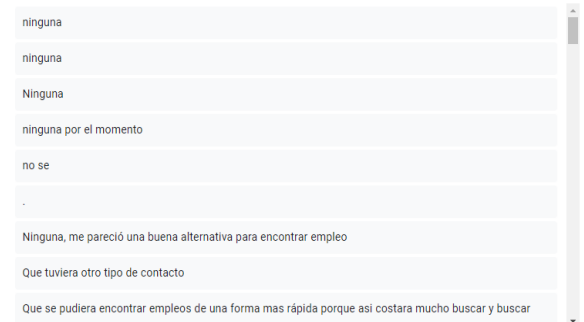 ninguna
ninguna
Ninguna
ninguna por el momento
no se
.
Ninguna, me pareció una buena alternativa para encontrar empleo
Que tuviera otro tipo de contacto
Que se pudiera encontrar empleos de una forma mas rápida porque asi costara mucho buscar y buscar